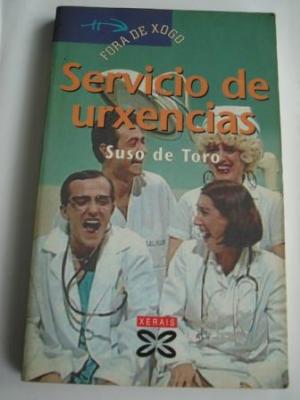 FORA DE XOGO
Servicio de
urxencias
Suso de Toro
XERAIS